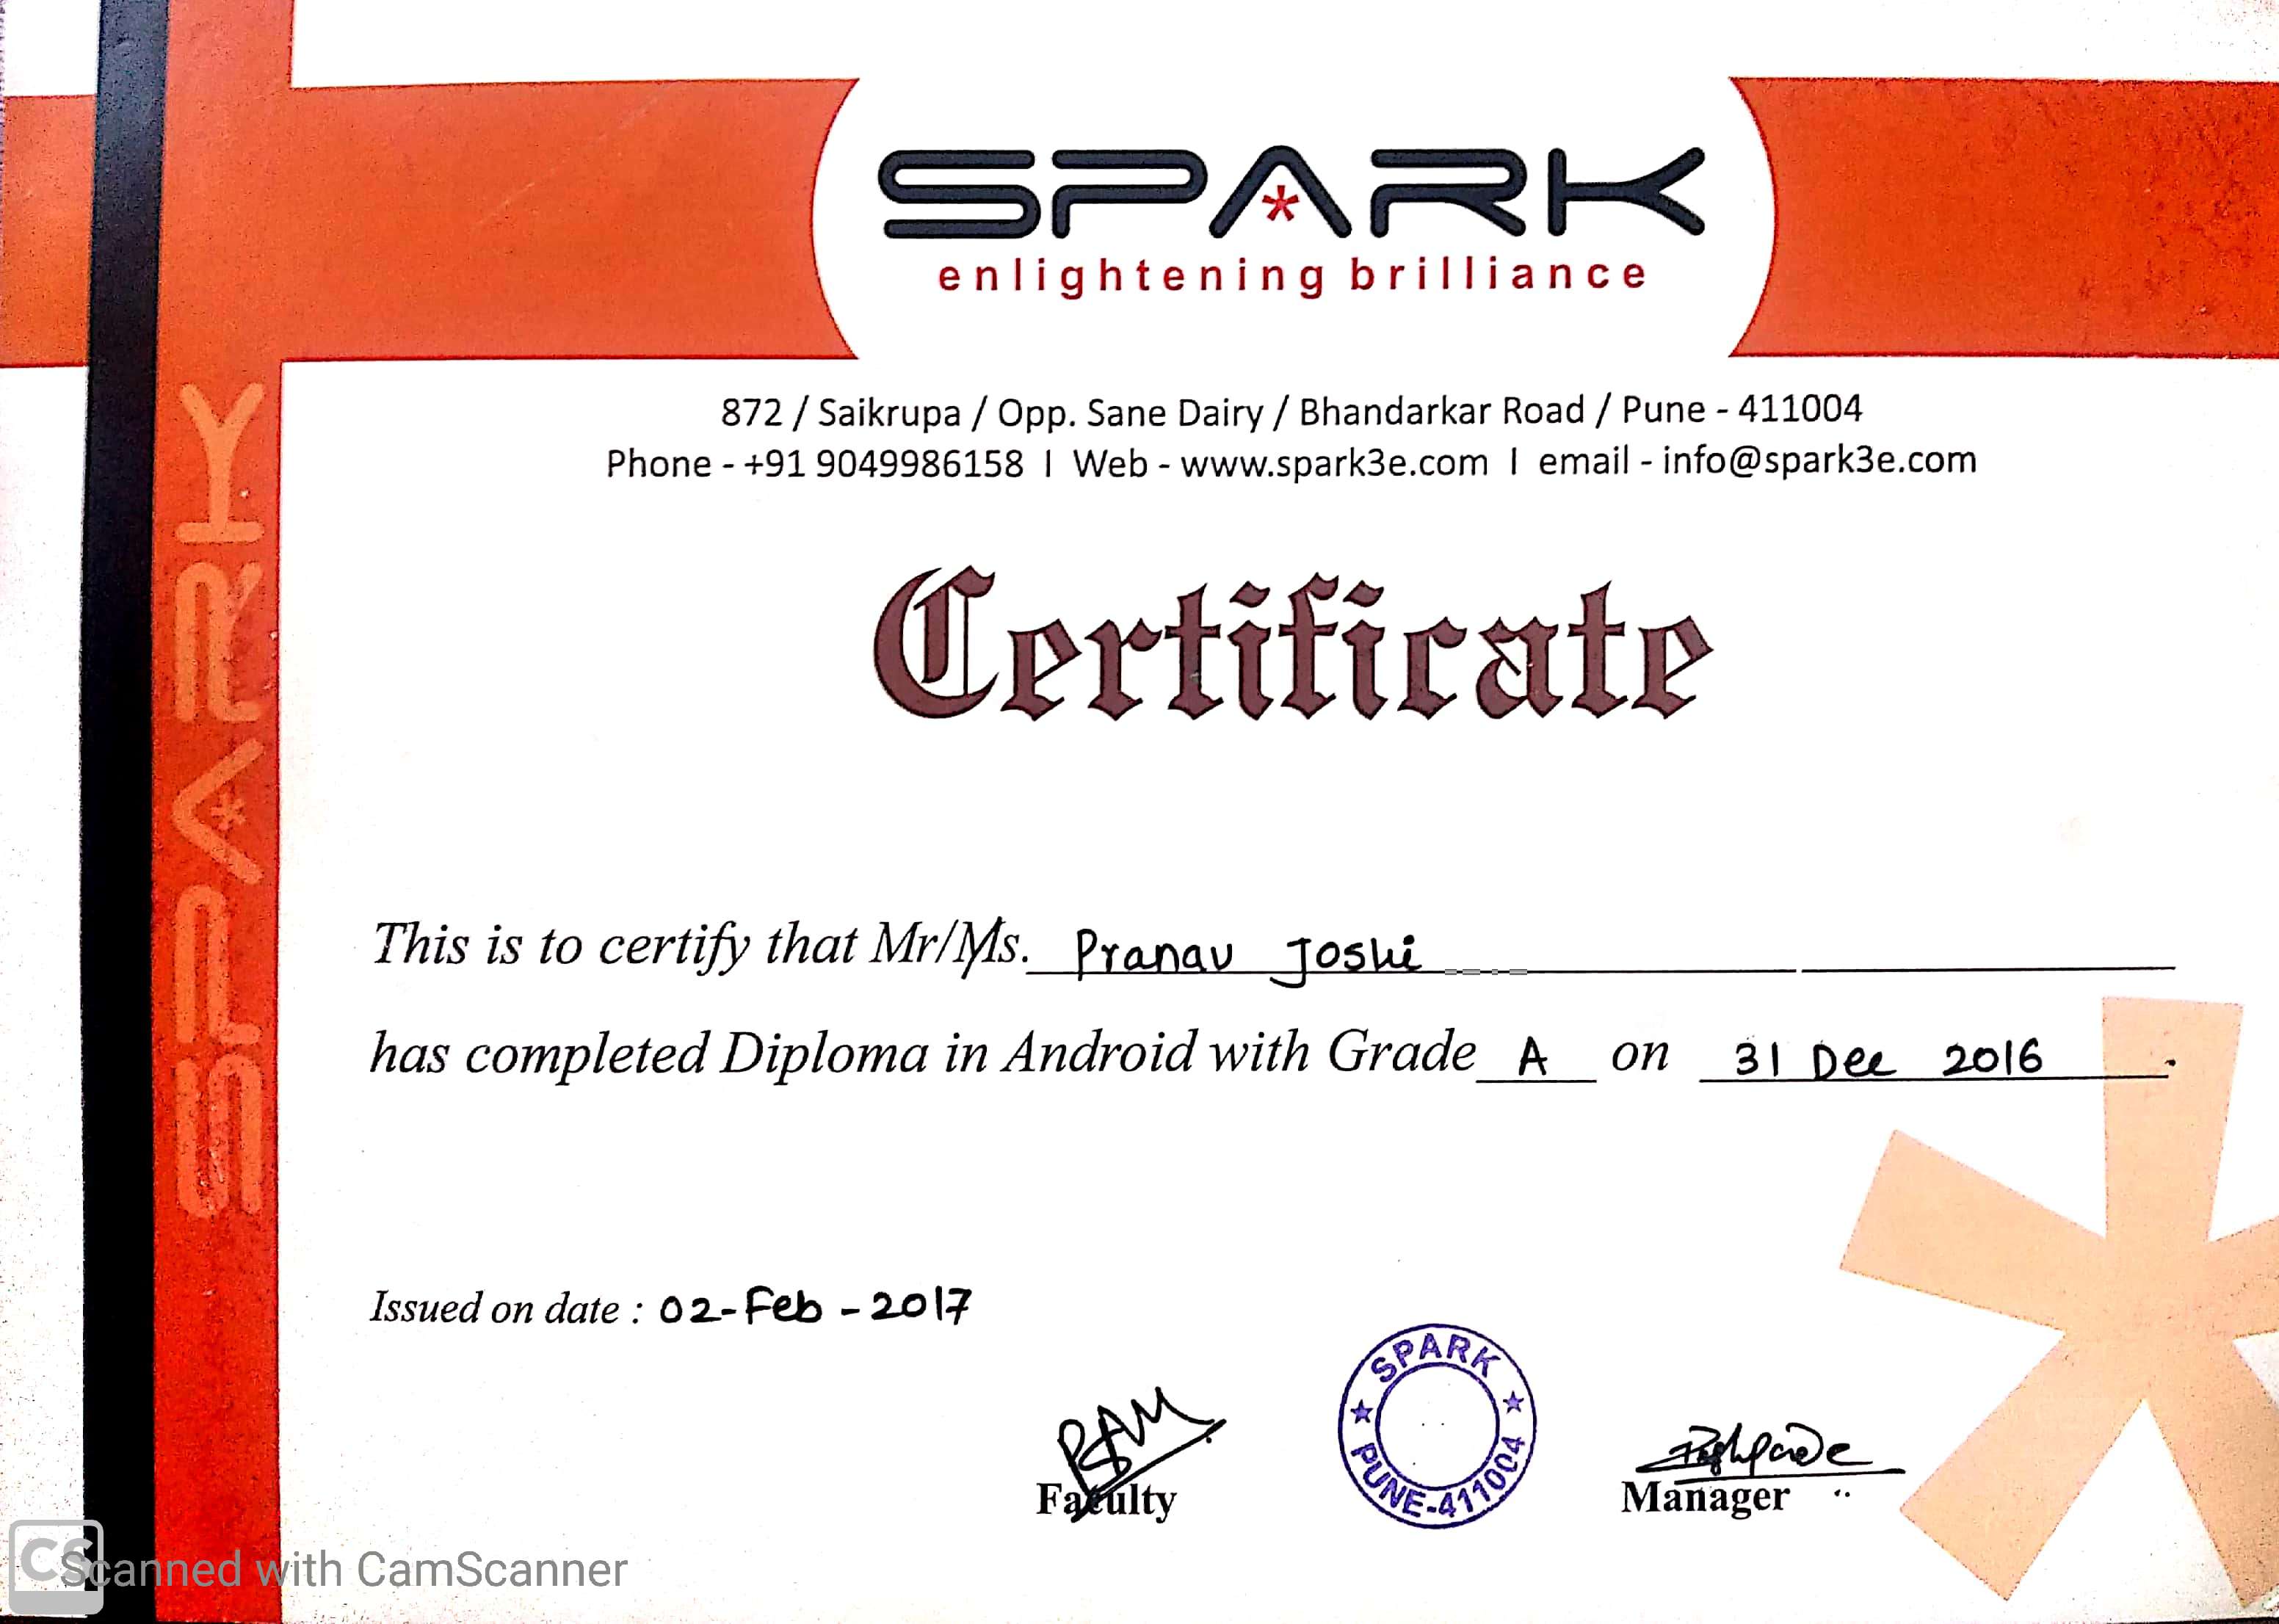 SPARK
enlightening brilliance
872 / Saikrupa / Opp. Sane Dairy / Bhandarkar Road / Pune - 411004
Phone - +91 9049986158 I Web - www.spark3e.com I email - info@spark3e.com
Certificate
SPARK
This is to certify that Mr/Ms. Pranav Joshi
has completed Diploma in Android with Grade A on 31 Dec 2016.
Issued on date : 02-Feb-2017
SPARK
PUNE-411004
Faculty
Manager
CS Scanned with CamScanner